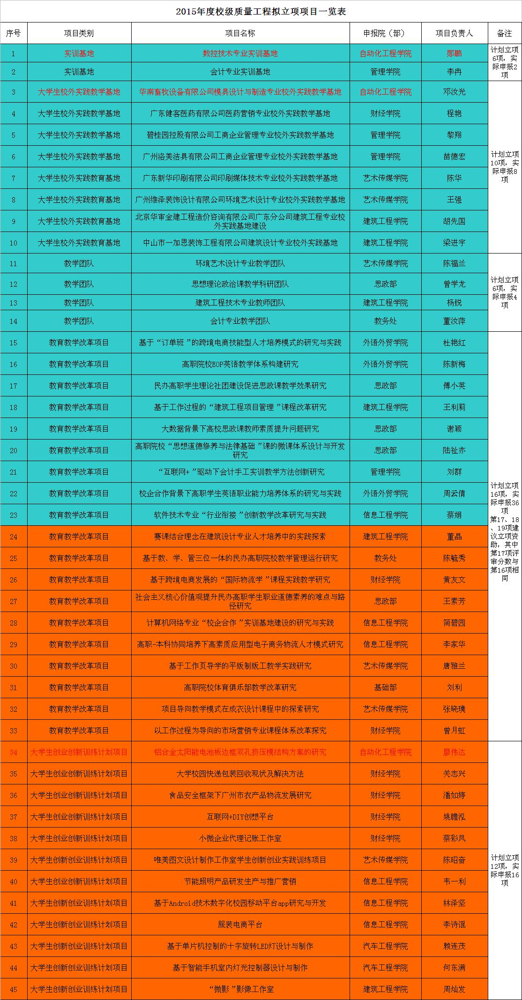 2015年度校级质量工程拟立项项目一览表
序号 项目类别 项目名称 申报院（部） 项目负责人 备注
1 实训基地 数控技术专业实训基地 自动化工程学院 郧鹏
2 实训基地 会计专业实训基地 管理学院 李冉
计划立项
6项，实
际申报2
项
3 大学生校外实践教学基地 华南畜牧设备有限公司模具设计与制造专业校外实践教学基地 自动化工程学院 邓汝光
4 大学生校外实践教学基地 广东健客医药有限公司医药营销专业校外实践教学基地 财经学院 程艳
5 大学生校外实践教学基地 碧桂园控股有限公司工商企业管理专业校外实践教学基地 管理学院 黎翔
6 大学生校外实践教学基地 广州洛美洁具有限公司工商企业管理专业校外实践教学基地 管理学院 苗德宏
7 大学生校外实践教育基地 广东新华印刷有限公司印刷媒体技术专业校外实践教学基地 艺术传媒学院 陈华
8 大学生校外实践教育基地 广州维泽装饰设计有限公司环境艺术设计专业校外实践教学基地 艺术传媒学院 王强
9 大学生校外实践教育基地 北京华审金建工程造价咨询有限公司广东分公司建筑工程专业校
外实践基地建设 建筑工程学院 胡先国
10 大学生校外实践教育基地 中山市一加恩装饰工程有限公司建筑设计专业校外实践基地 建筑工程学院 梁进宇
计划立项
10项，实
际申报8
项
11 教学团队 环境艺术设计专业教学团队 艺术传媒学院 陈福兰
12 教学团队 思想理论政治课教学科研团队 思政部 曾学龙
13 教学团队 建筑工程技术专业教师团队 建筑工程学院 杨锐
14 教学团队 会计专业教学团队 教务处 董汝萍
计划立项
6项，实
际申报4
项
15 教育教学改革项目 基于“订单班”的跨境电商技能型人才培养模式的研究与实践 外语外贸学院 杜艳红
16 教育教学改革项目 高职院校EOP英语教学体系构建研究 外语外贸学院 陈新梅
17 教育教学改革项目 民办高职学生理论社团建设促进思政课教学效果研究 思政部 傅小英
18 教育教学改革项目 基于工作过程的“建筑工程项目管理”课程改革研究 建筑工程学院 王利莉
19 教育教学改革项目 大数据背景下高校思政课教师素质提升问题研究 思政部 谢颖
20 教育教学改革项目 高职院校“思想道德修养与法律基础”课的微课体系设计与开发
研究 思政部 陆祉亦
21 教育教学改革项目 “互联网+”驱动下会计手工实训教学方法创新研究 管理学院 刘群
22 教育教学改革项目 校企合作背景下高职学生英语职业能力培养体系的研究与实践 外语外贸学院 周云倩
23 教育教学改革项目 软件技术专业“行业衔接”创新教学改革研究与实践 信息工程学院 蔡娟
24 教育教学改革项目 赛课结合理念在建筑设计专业人才培养中的实践探索 建筑工程学院 董晶
25 教育教学改革项目 基于教、学、管三位一体的民办高职院校教学管理运行研究 教务处 陈毓秀
26 教育教学改革项目 基于跨境电商发展的“国际物流学”课程实践教学研究 财经学院 黄友文
27 教育教学改革项目 社会主义核心价值观提升民办高职学生职业道德素养的难点与路
径研究 思政部 王素芳
28 教育教学改革项目 计算机网络专业“校企合作”实训基地建设的研究与实践 信息工程学院 简碧园
29 教育教学改革项目 高职-本科协同培养下高素质应用型电子商务物流人才模式研究 信息工程学院 李家华
30 教育教学改革项目 基于工作页导学的平版制版工教学实践研究 艺术传媒学院 唐雅兰
31 教育教学改革项目 高职院校体育俱乐部教学改革研究 基础部 刘利
32 教育教学改革项目 项目导向教学模式在成衣设计课程中的探索研究 艺术传媒学院 张晓璞
33 教育教学改革项目 以工作过程为导向的市场营销专业课程体系改革探究 财经学院 曾月虹
计划立项
16项，实
际申报36
项
第17、18
、19项建
议立项资
助，其中
第17项评
审分数与
第16项相
同
34 大学生创业创新训练计划项目 铝合金太阳能电池板边框双孔挤压模结构方案的研究 自动化工程学院 廖伟达
35 大学生创业创新训练计划项目 大学校园快递包装回收现状及解决方法 财经学院 关志兴
36 大学生创业创新训练计划项目 食品安全框架下广州市农产品物流发展研究 财经学院 潘如婷
37 大学生创业创新训练计划项目 互联网+DIY创想平台 财经学院 姚瞻泓
38 大学生创业创新训练计划项目 小微企业代理记账工作室 财经学院 蔡彩凤
39 大学生创新创业训练计划项目 唯美图文设计制作工作室学生创新创业实践训练项目 艺术传媒学院 陈昭奋
40 大学生创业创新训练计划项目 节能照明产品研发生产与推广营销 信息工程学院 韦一利
41 大学生创新创业训练计划项目 基于Android技术数字化校园移动平台app研究与开发 信息工程学院 林泽坚
42 大学生创新创业训练计划项目 服装电商平台 信息工程学院 李诗谣
43 大学生创新创业训练计划项目 基于单片机控制的十字旋转LED灯设计与制作 汽车工程学院 赖连茂
44 大学生创新创业训练计划项目 基于智能手机室内灯光控制器设计与制作 汽车工程学院 何东满
45 大学生创新创业训练计划项目 “微影”影像工作室 建筑工程学院 周灿发
计划立项
12项，实
际申报16
项